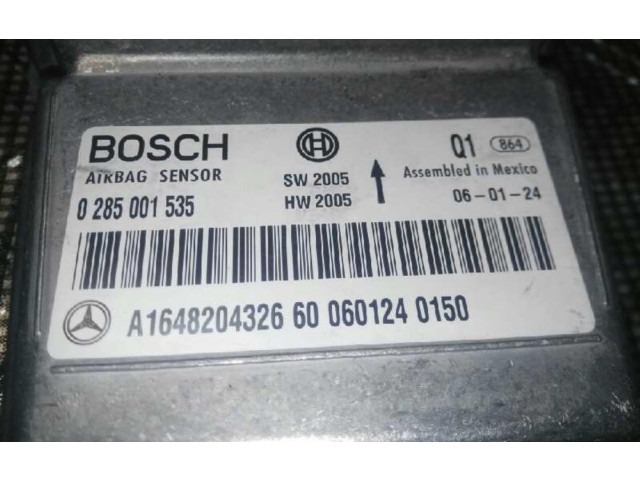 BOSCH
AIRBAG SENSOR
0 285 001 535
SW 2005
HW 2005
Q1 864
Assembled in Mexico
06-01-24
A1648204326 60 060124 0150